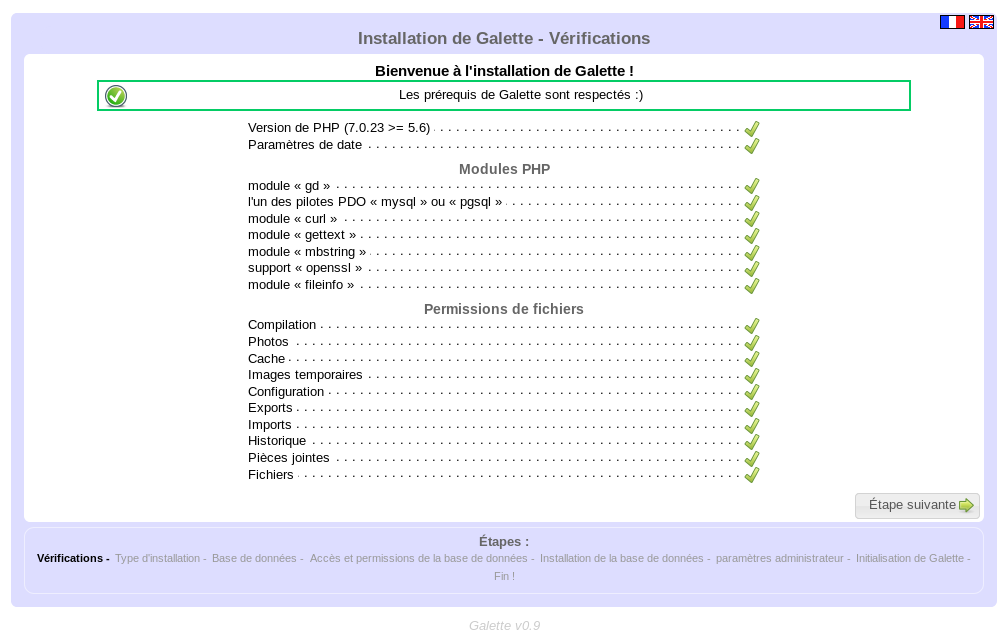 Installation de Galette - Vérifications
Bienvenue à l'installation de Galette !
Les prérequis de Galette sont respectés :)
Version de PHP (7.0.23 >= 5.6)
Paramètres de date
Modules PHP
module « gd »
l'un des pilotes PDO « mysql » ou « pgsql »
module « curl »
module « gettext »
module « mbstring »
support « openssl »
module « fileinfo »
Permissions de fichiers
Compilation
Photos
Cache
Images temporaires
Configuration
Exports
Imports
Historique
Pièces jointes
Fichiers
Étape suivante
Étapes :
Vérifications - Type d'installation - Base de données - Accès et permissions de la base de données - Installation de la base de données - paramètres administrateur - Initialisation de Galette -
Fin !
Galette v0.9